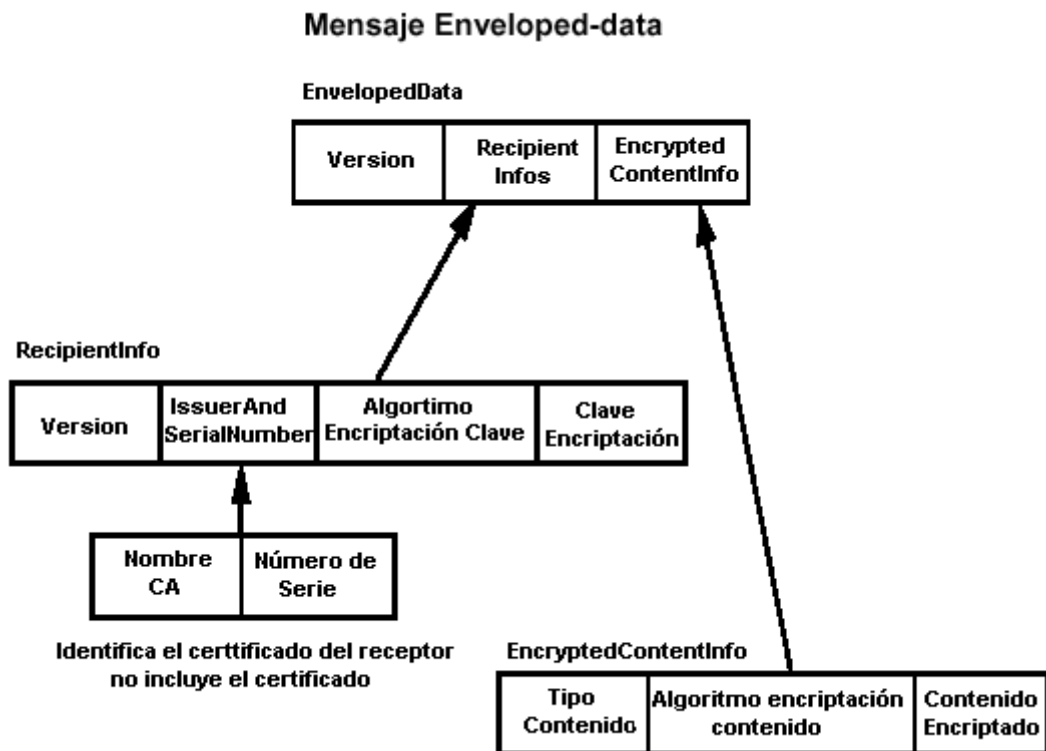 Mensaje Enveloped-data
EnvelopedData
Version
Recipient
Infos
Encrypted
ContentInfo
RecipientInfo
Version
IssuerAnd
SerialNumber
Algortimo
Encriptación Clave
Clave
Encriptación
Nombre
CA
Número de
Serie
Identifica el certtificado del receptor
no incluye el certificado
EncryptedContentInfo
Tipo
Contenido
Algoritmo encriptación
contenido
Contenido
Encriptado